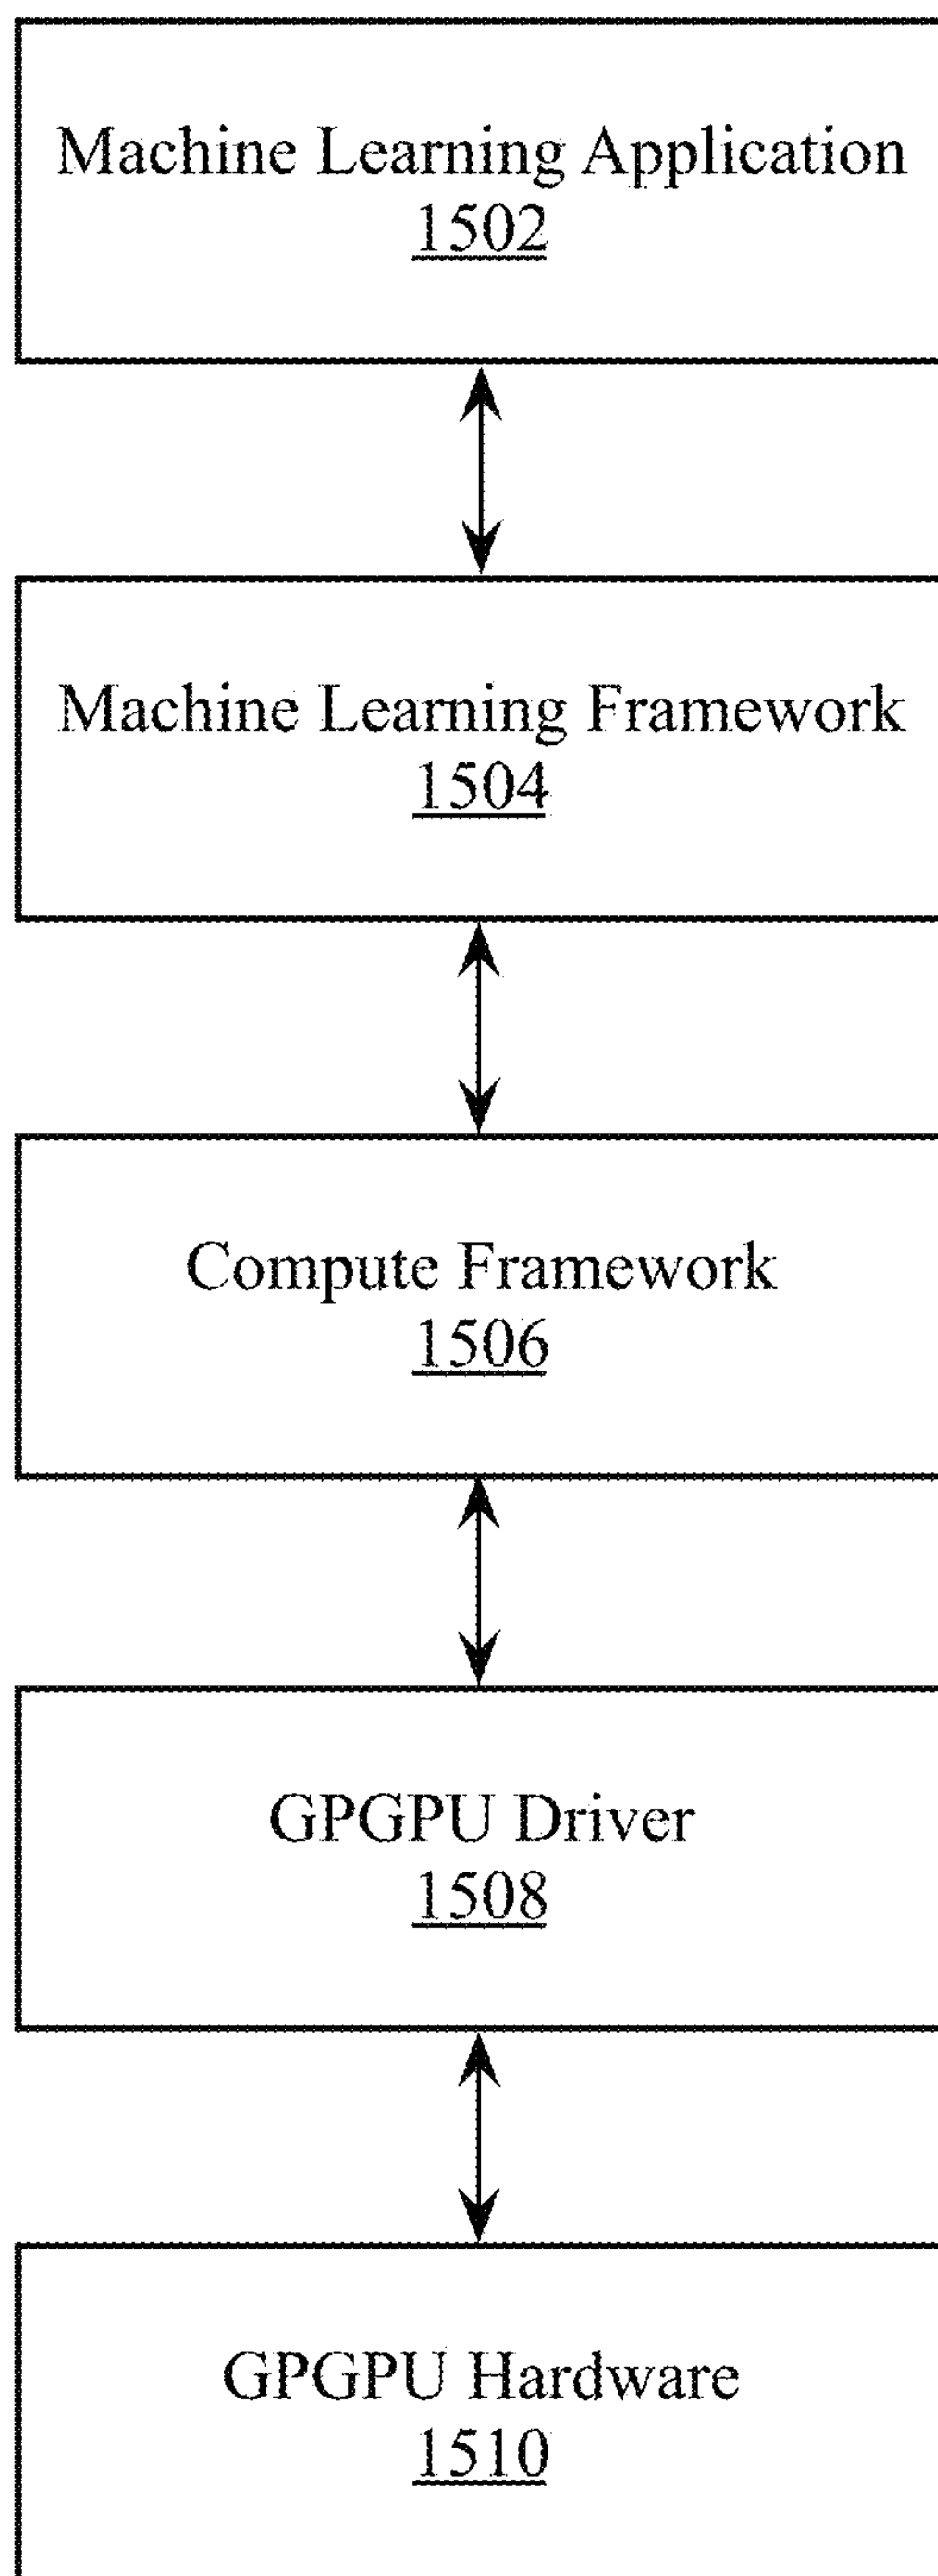 Machine Learning Application
1502
Machine Learning Framework
1504
Compute Framework
1506
GPGPU Driver
1508
GPGPU Hardware
1510